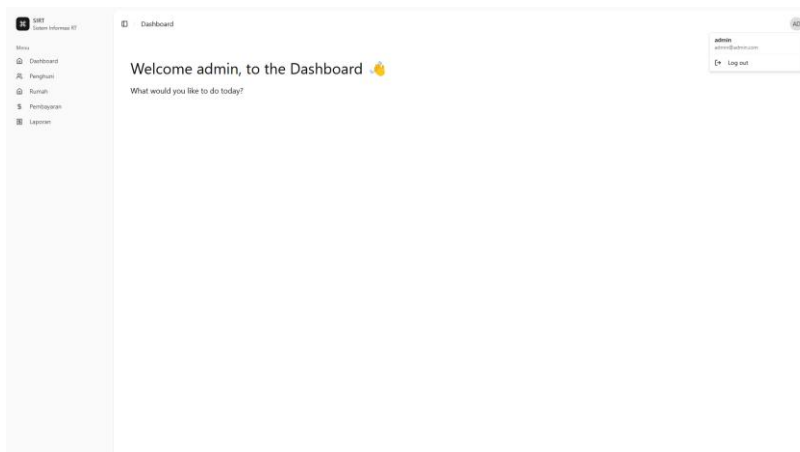 SIRT
Sistem Informasi RT
Menu
Dashboard
Penghuni
Rumah
Pembayaran
Laporan
Dashboard
Welcome admin, to the Dashboard 👋
What would you like to do today?
AD
admin
admin@admin.com
Log out